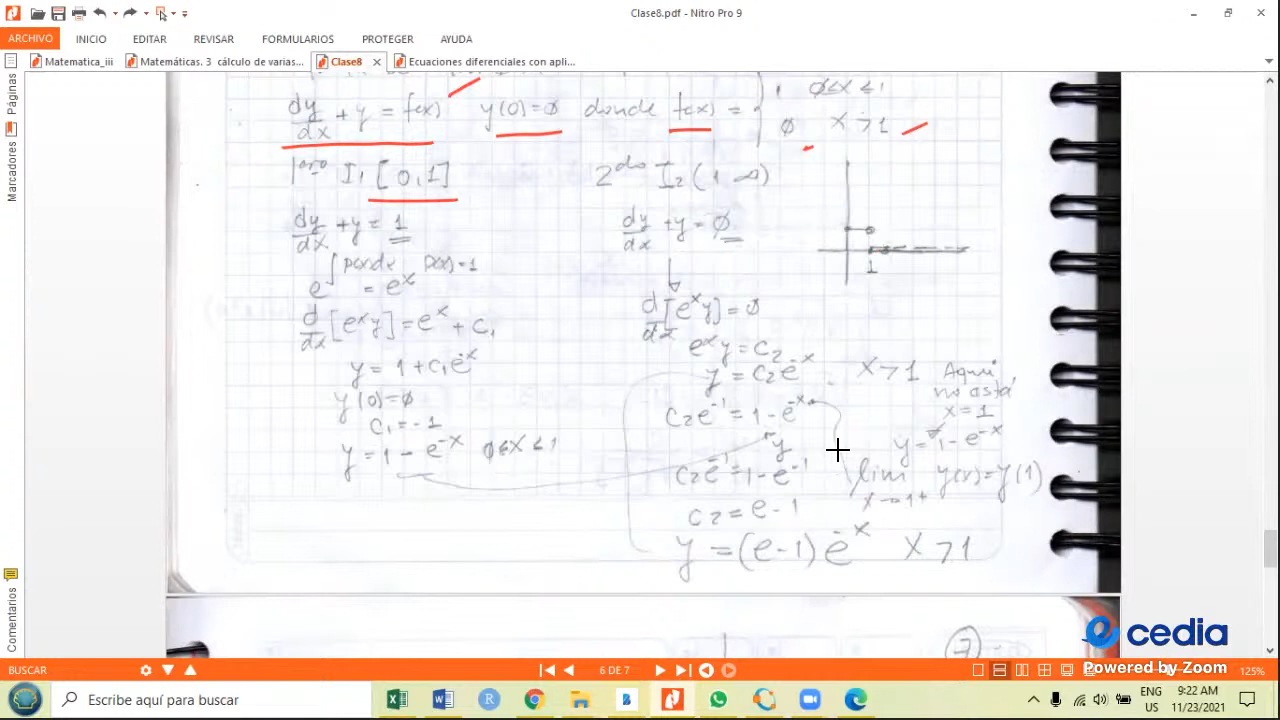 Clase8.pdf - Nitro Pro 9
ARCHIVO INICIO EDITAR REVISAR FORMULARIOS PROTEGER AYUDA
Matematica_iii Matemáticas. 3 cálculo de varias... Clase8 × Ecuaciones diferenciales con apli...
Páginas
Marcadores
Comentarios
1 0≤x≤1
dy/dx + y = f(x) y(0)=0 donde f(x) = {
0 x>1
1ero I1 [0,1] 2do I2 (1 ∞)
dy/dx + y = 1 dy/dx + y = 0
e^∫P(x)dx = e^x P(x)=1
1
d/dx [e^x y] = e^x + c1 d/dx [e^x y] = 0
e^x y = c2
y = 1 + c1 e^-x y = c2 e^-x x>1 Aqui
no esta
y(0)=0
x=1
c2 e^-1 = 1 - e^-x
c1 = -1
y = 1 e^-x 0≤x≤1 y y = 1 - e^-x
c2 e^-1 = 1 - e^-1 lim y(x) = y(1)
x→1+
c2 = e - 1
y = (e-1) e^-x x>1
7
cedia
Powered by Zoom
BUSCAR 6 DE 7 125%
Escribe aquí para buscar
ENG 9:22 AM
US 11/23/2021